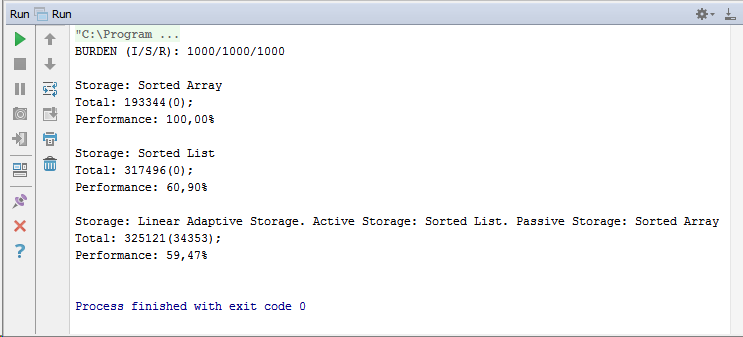 Run Run
"C:\Program ...
BURDEN (I/S/R): 1000/1000/1000
Storage: Sorted Array
Total: 193344(0);
Performance: 100,00%
Storage: Sorted List
Total: 317496(0);
Performance: 60,90%
Storage: Linear Adaptive Storage. Active Storage: Sorted List. Passive Storage: Sorted Array
Total: 325121(34353);
Performance: 59,47%
Process finished with exit code 0